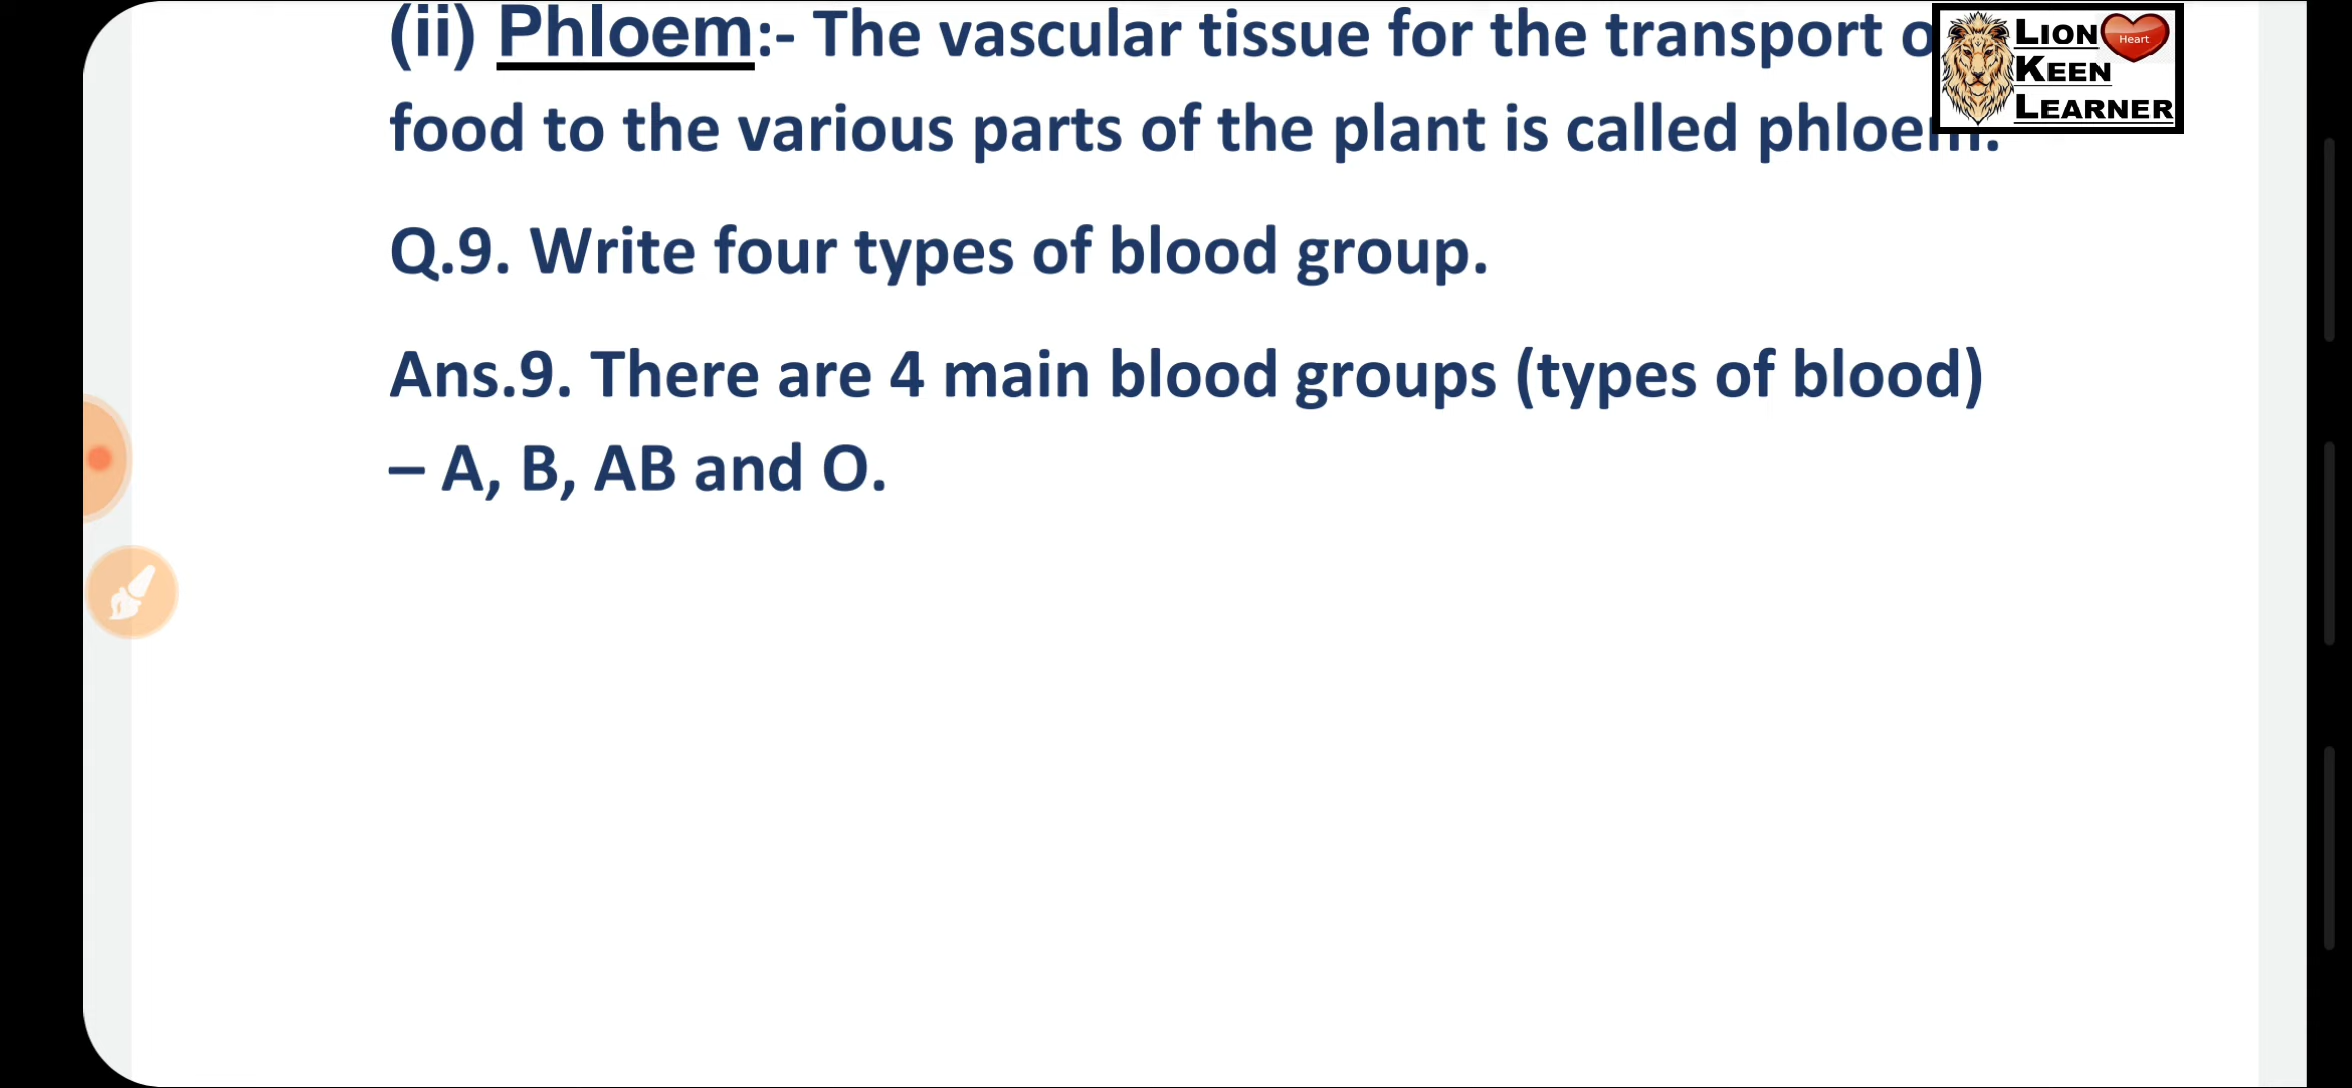 (ii) Phloem:- The vascular tissue for the transport o
food to the various parts of the plant is called phloem.
Q.9. Write four types of blood group.
Ans.9. There are 4 main blood groups (types of blood)
– A, B, AB and O.
LION Heart
KEEN
LEARNER